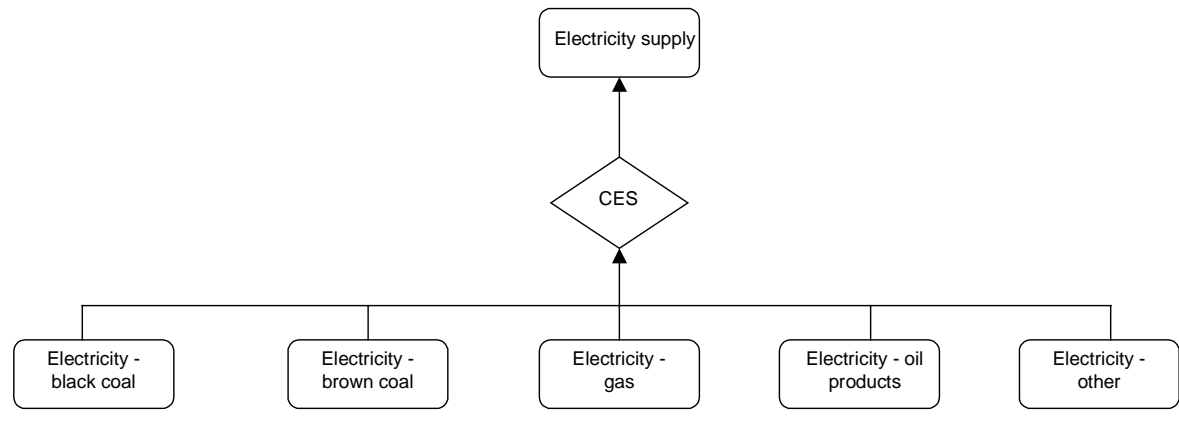 Electricity supply
CES
Electricity -
black coal
Electricity -
brown coal
Electricity -
gas
Electricity - oil
products
Electricity -
other